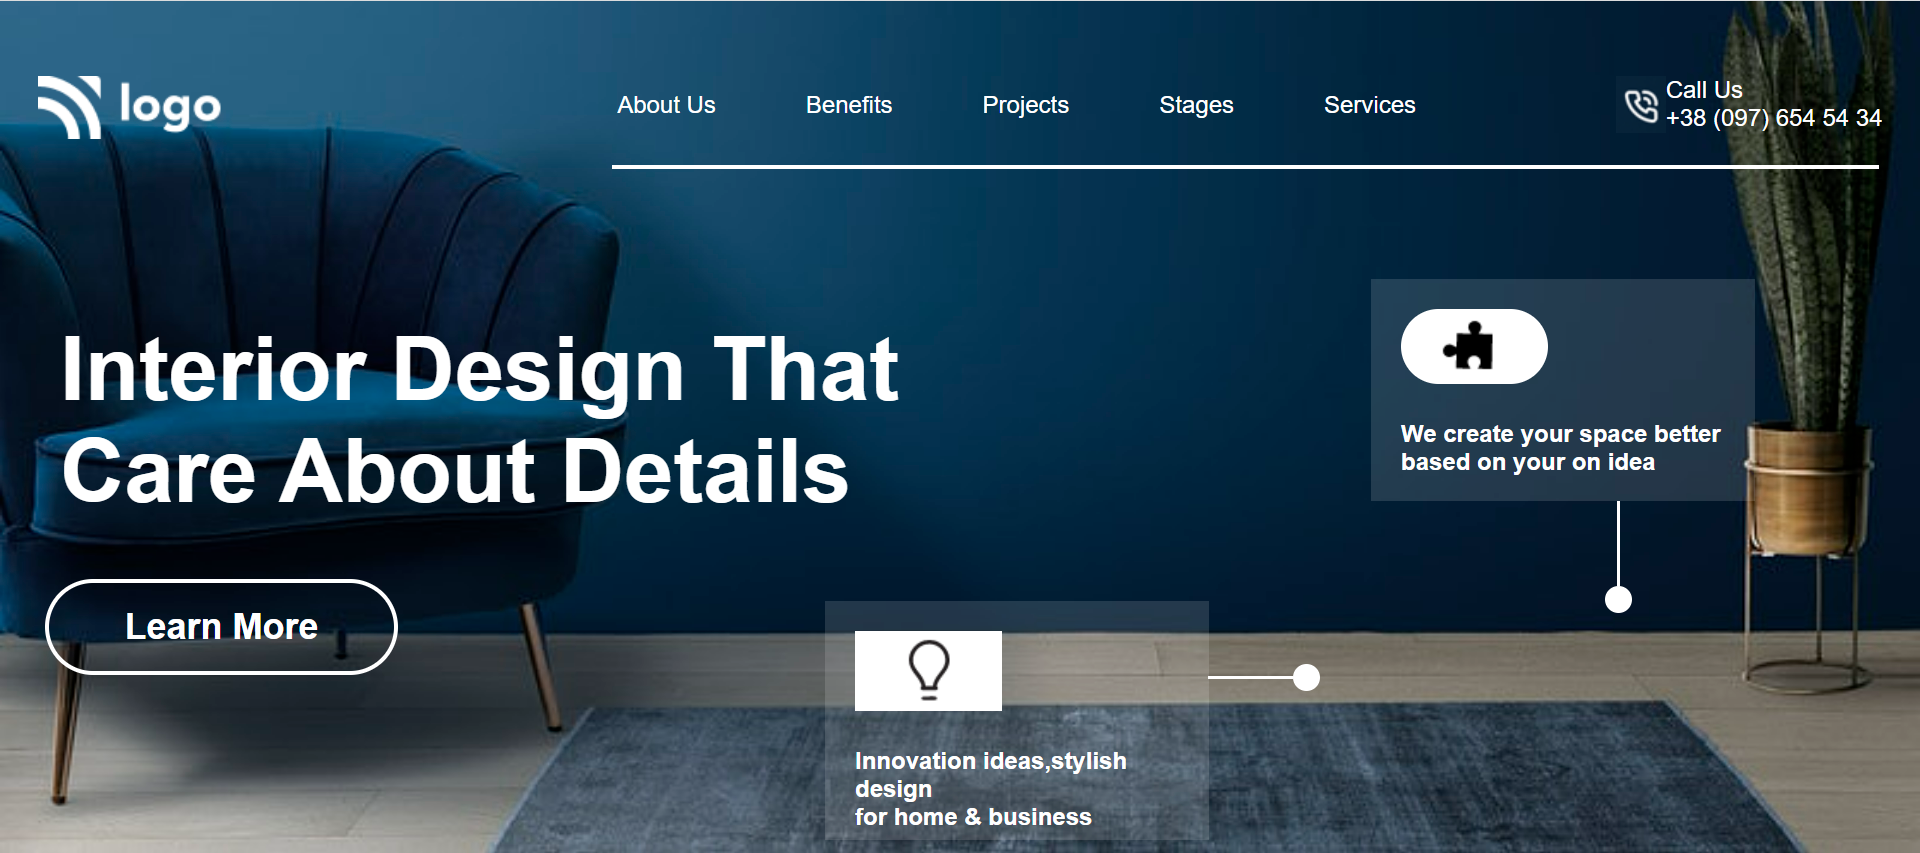 logo
About Us
Benefits
Projects
Stages
Services
Call Us
+38 (097) 654 54 34
Interior Design That
Care About Details
Learn More
We create your space better
based on your on idea
Innovation ideas,stylish
design
for home & business